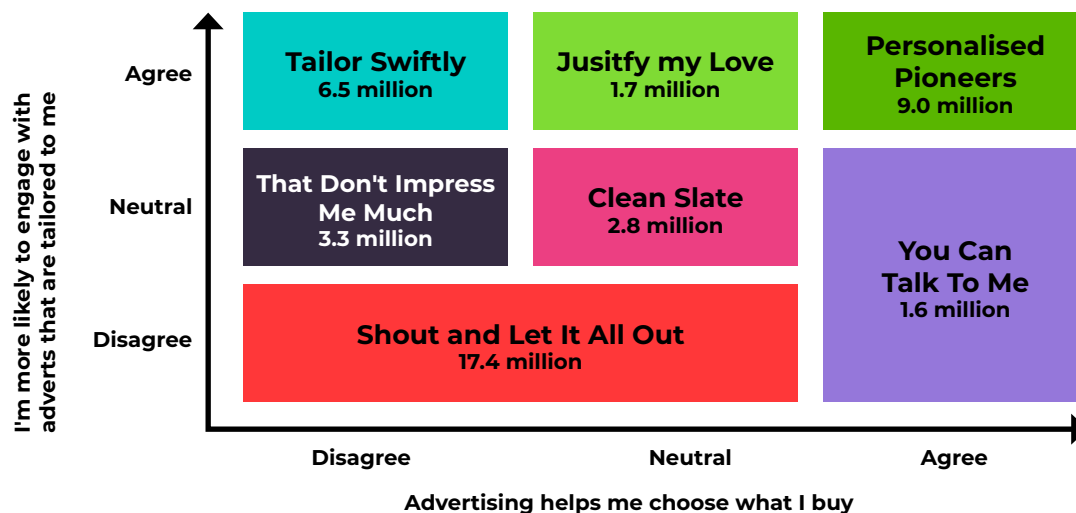 I'm more likely to engage with
adverts that are tailored to me
Agree
Tailor Swiftly
6.5 million
Jusitfy my Love
1.7 million
Personalised
Pioneers
9.0 million
Neutral
That Don't Impress
Me Much
3.3 million
Clean Slate
2.8 million
You Can
Talk To Me
1.6 million
Disagree
Shout and Let It All Out
17.4 million
Disagree
Neutral
Agree
Advertising helps me choose what I buy